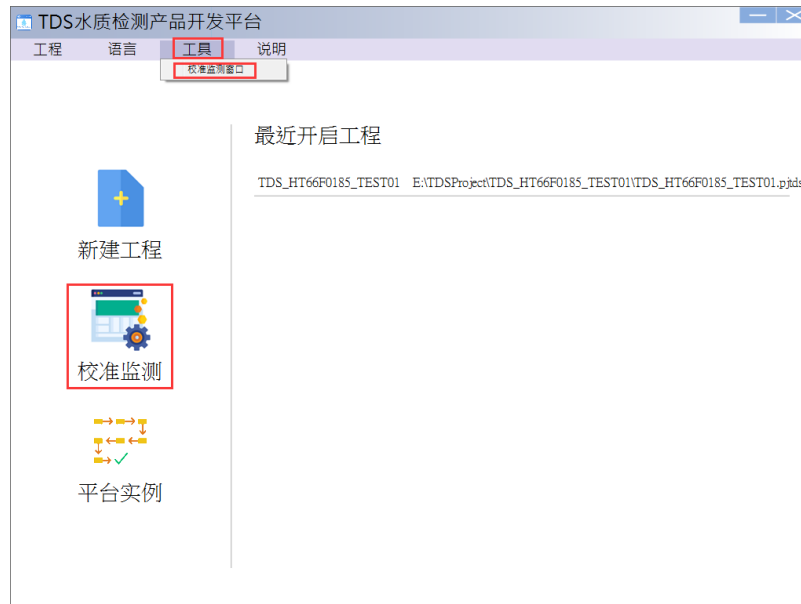 TDS水质检测产品开发平台
工程 语言 工具 说明
校准监测窗口
最近开启工程
TDS_HT66F0185_TEST01 E:\TDSProject\TDS_HT66F0185_TEST01\TDS_HT66F0185_TEST01.pjtds
新建工程
校准监测
平台实例